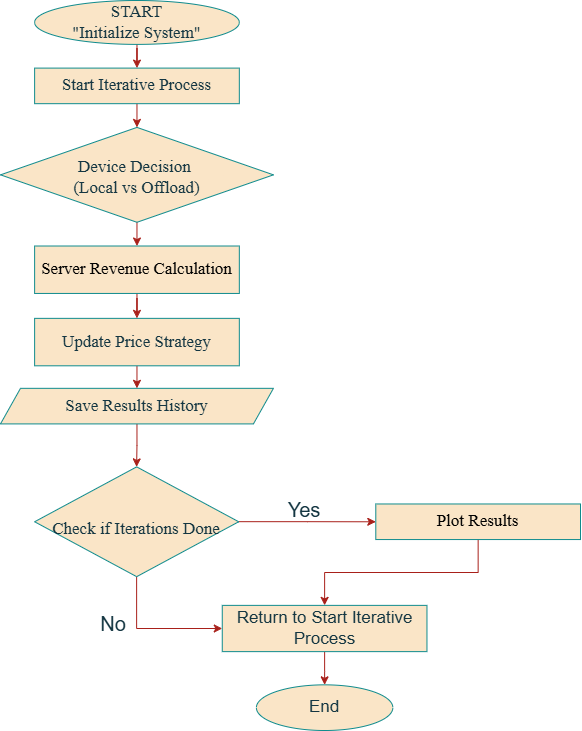 START
"Initialize System"
Start Iterative Process
Device Decision
(Local vs Offload)
Server Revenue Calculation
Update Price Strategy
Save Results History
Check if Iterations Done
Yes
Plot Results
No
Return to Start Iterative
Process
End